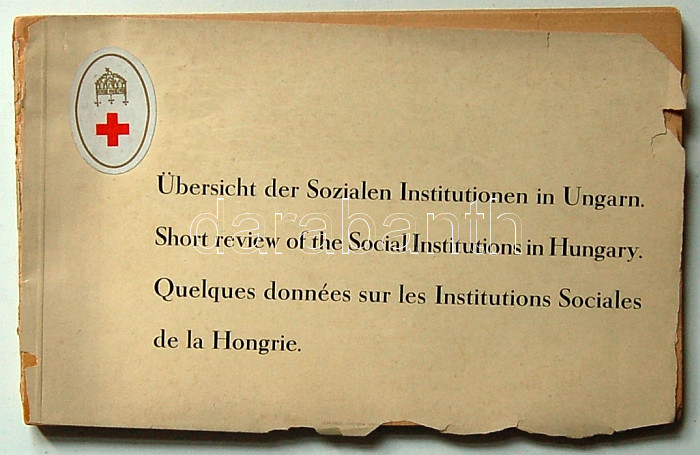 Übersicht der Sozialen Institutionen in Ungarn.
Short review of the Social Institutions in Hungary.
Quelques données sur les Institutions Sociales
de la Hongrie.
darabanth